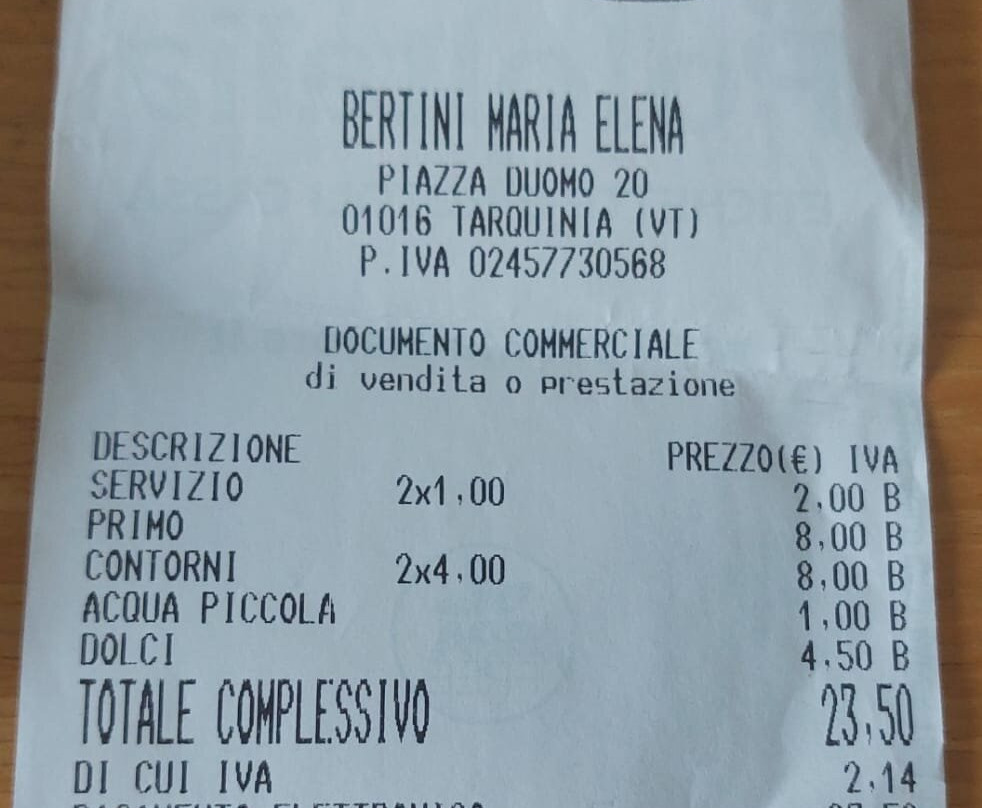 BERTINI MARIA ELENA
PIAZZA DUOMO 20
01016 TARQUINIA (VT)
P.IVA 02457730568
DOCUMENTO COMMERCIALE
di vendita o prestazione
DESCRIZIONE PREZZO(€) IVA
SERVIZIO 2x1,00 2,00 B
PRIMO 8,00 B
CONTORNI 2x4,00 8,00 B
ACQUA PICCOLA 1,00 B
DOLCI 4,50 B
TOTALE COMPLESSIVO 23,50
DI CUI IVA 2,14